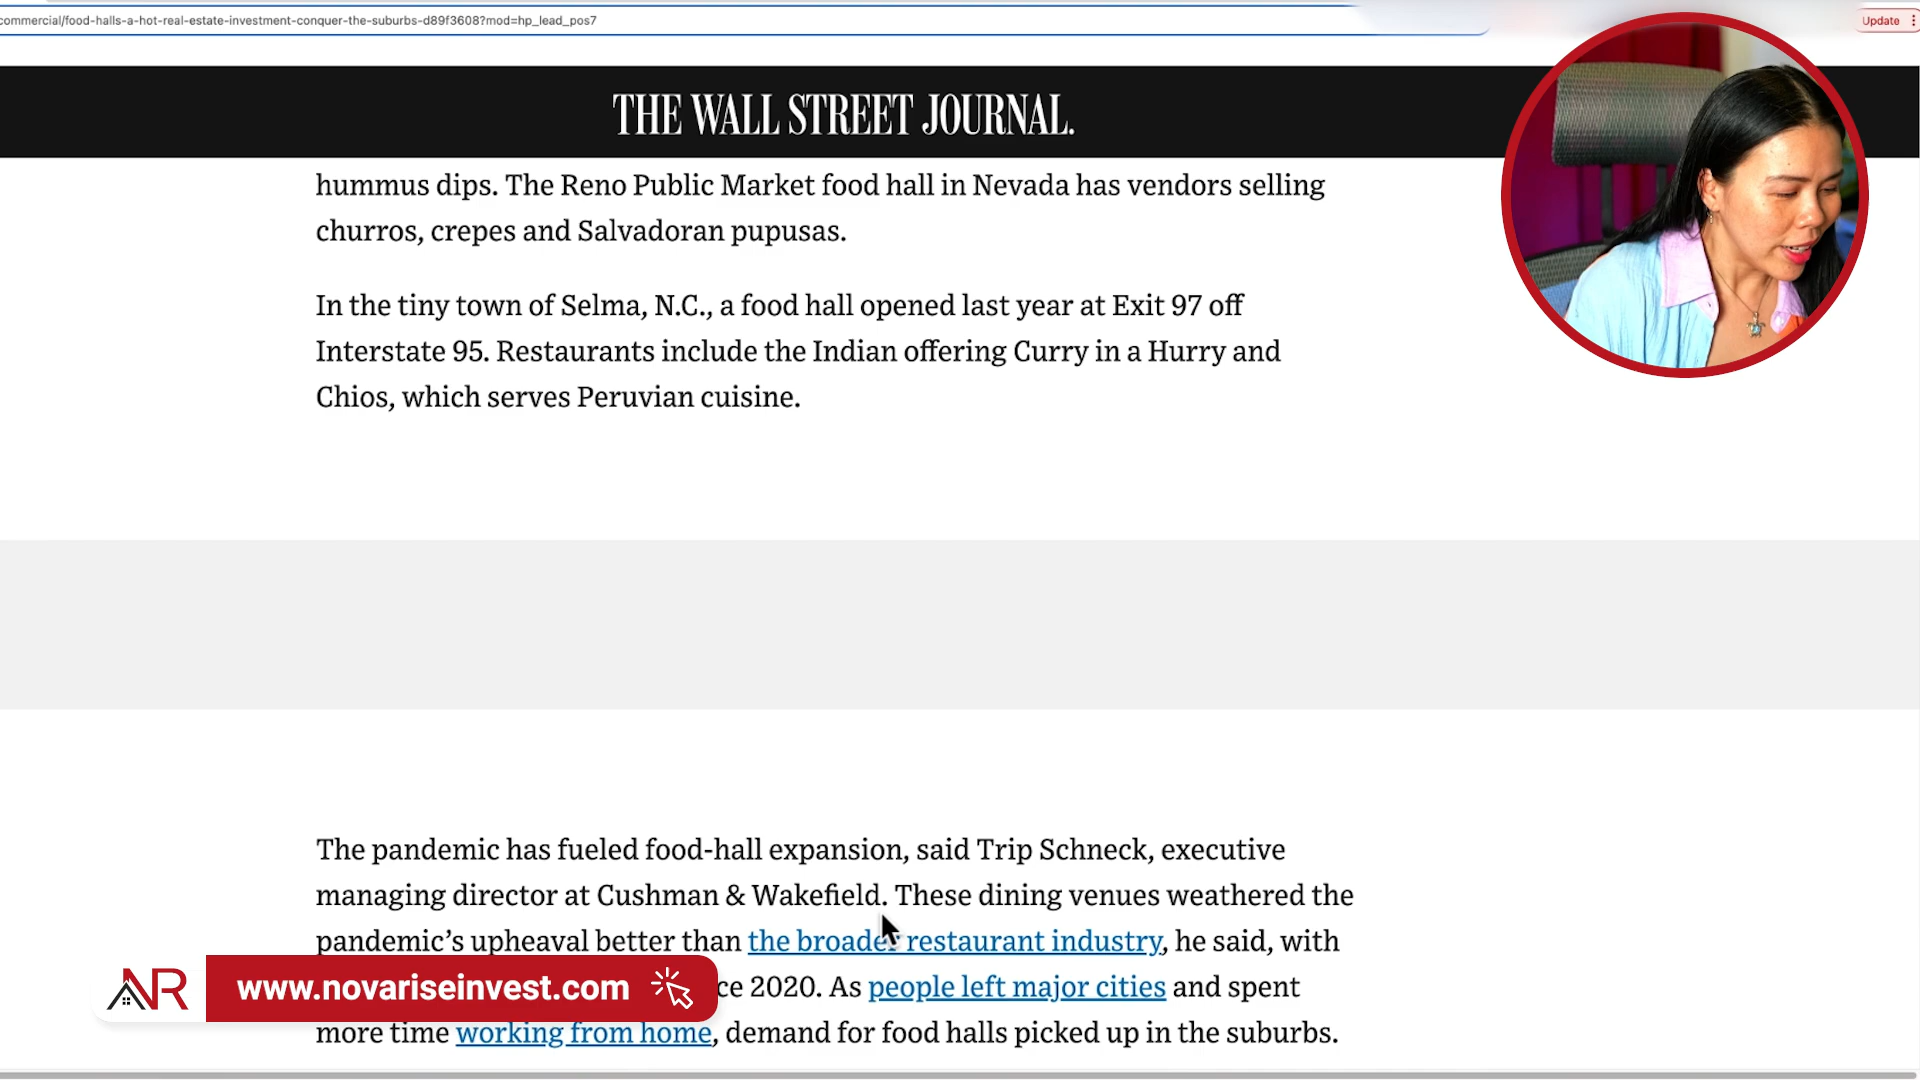 commercial/food-halls-a-hot-real-estate-investment-conquer-the-suburbs-d89f3608?mod=hp_lead_pos7
Update
THE WALL STREET JOURNAL.
hummus dips. The Reno Public Market food hall in Nevada has vendors selling
churros, crepes and Salvadoran pupusas.
In the tiny town of Selma, N.C., a food hall opened last year at Exit 97 off
Interstate 95. Restaurants include the Indian offering Curry in a Hurry and
Chios, which serves Peruvian cuisine.
The pandemic has fueled food-hall expansion, said Trip Schneck, executive
managing director at Cushman & Wakefield. These dining venues weathered the
pandemic’s upheaval better than the broader restaurant industry, he said, with
ce 2020. As people left major cities and spent
more time working from home, demand for food halls picked up in the suburbs.
NR
www.novariseinvest.com